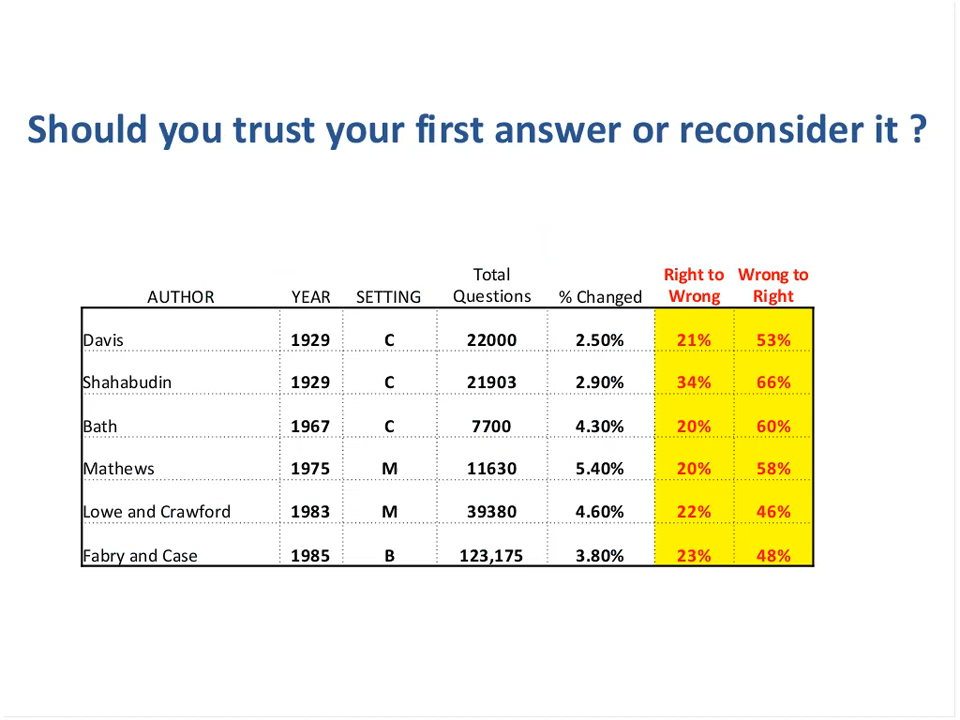 Should you trust your first answer or reconsider it ?
AUTHOR YEAR SETTING Total Questions % Changed Right to Wrong Wrong to Right
Davis 1929 C 22000 2.50% 21% 53%
Shahabudin 1929 C 21903 2.90% 34% 66%
Bath 1967 C 7700 4.30% 20% 60%
Mathews 1975 M 11630 5.40% 20% 58%
Lowe and Crawford 1983 M 39380 4.60% 22% 46%
Fabry and Case 1985 B 123,175 3.80% 23% 48%